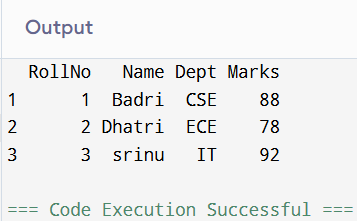 Output
  RollNo   Name Dept Marks
1      1  Badri  CSE    88
2      2 Dhatri  ECE    78
3      3  srinu   IT    92
=== Code Execution Successful ===